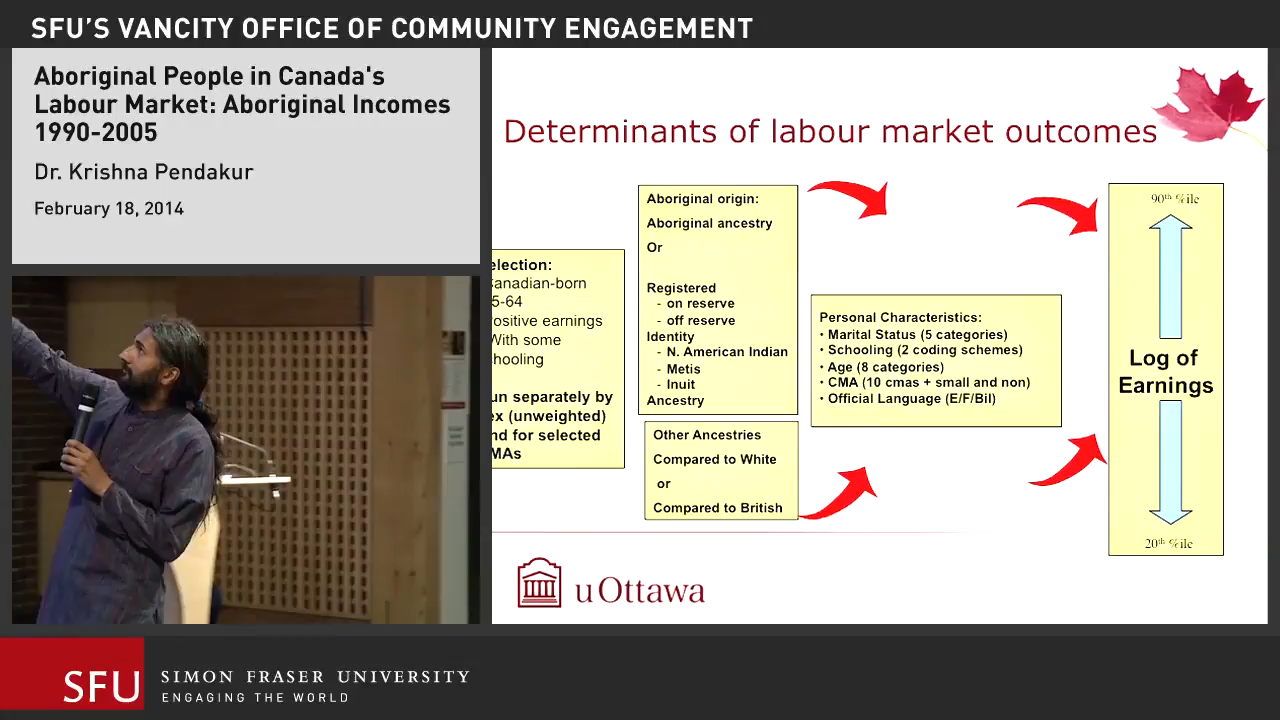 SFU'S VANCITY OFFICE OF COMMUNITY ENGAGEMENT
Aboriginal People in Canada's
Labour Market: Aboriginal Incomes
1990-2005
Dr. Krishna Pendakur
February 18, 2014
Determinants of labour market outcomes
election:
anadian-born
5-64
ositive earnings
With some
chooling
un separately by
ex (unweighted)
nd for selected
MAs
Aboriginal origin:
Aboriginal ancestry
Or
Registered
- on reserve
- off reserve
Identity
- N. American Indian
- Metis
- Inuit
Ancestry
Other Ancestries
Compared to White
or
Compared to British
Personal Characteristics:
• Marital Status (5 categories)
• Schooling (2 coding schemes)
• Age (8 categories)
• CMA (10 cmas + small and non)
• Official Language (E/F/Bil)
90th %ile
Log of
Earnings
20th %ile
uOttawa
SFU
SIMON FRASER UNIVERSITY
ENGAGING THE WORLD